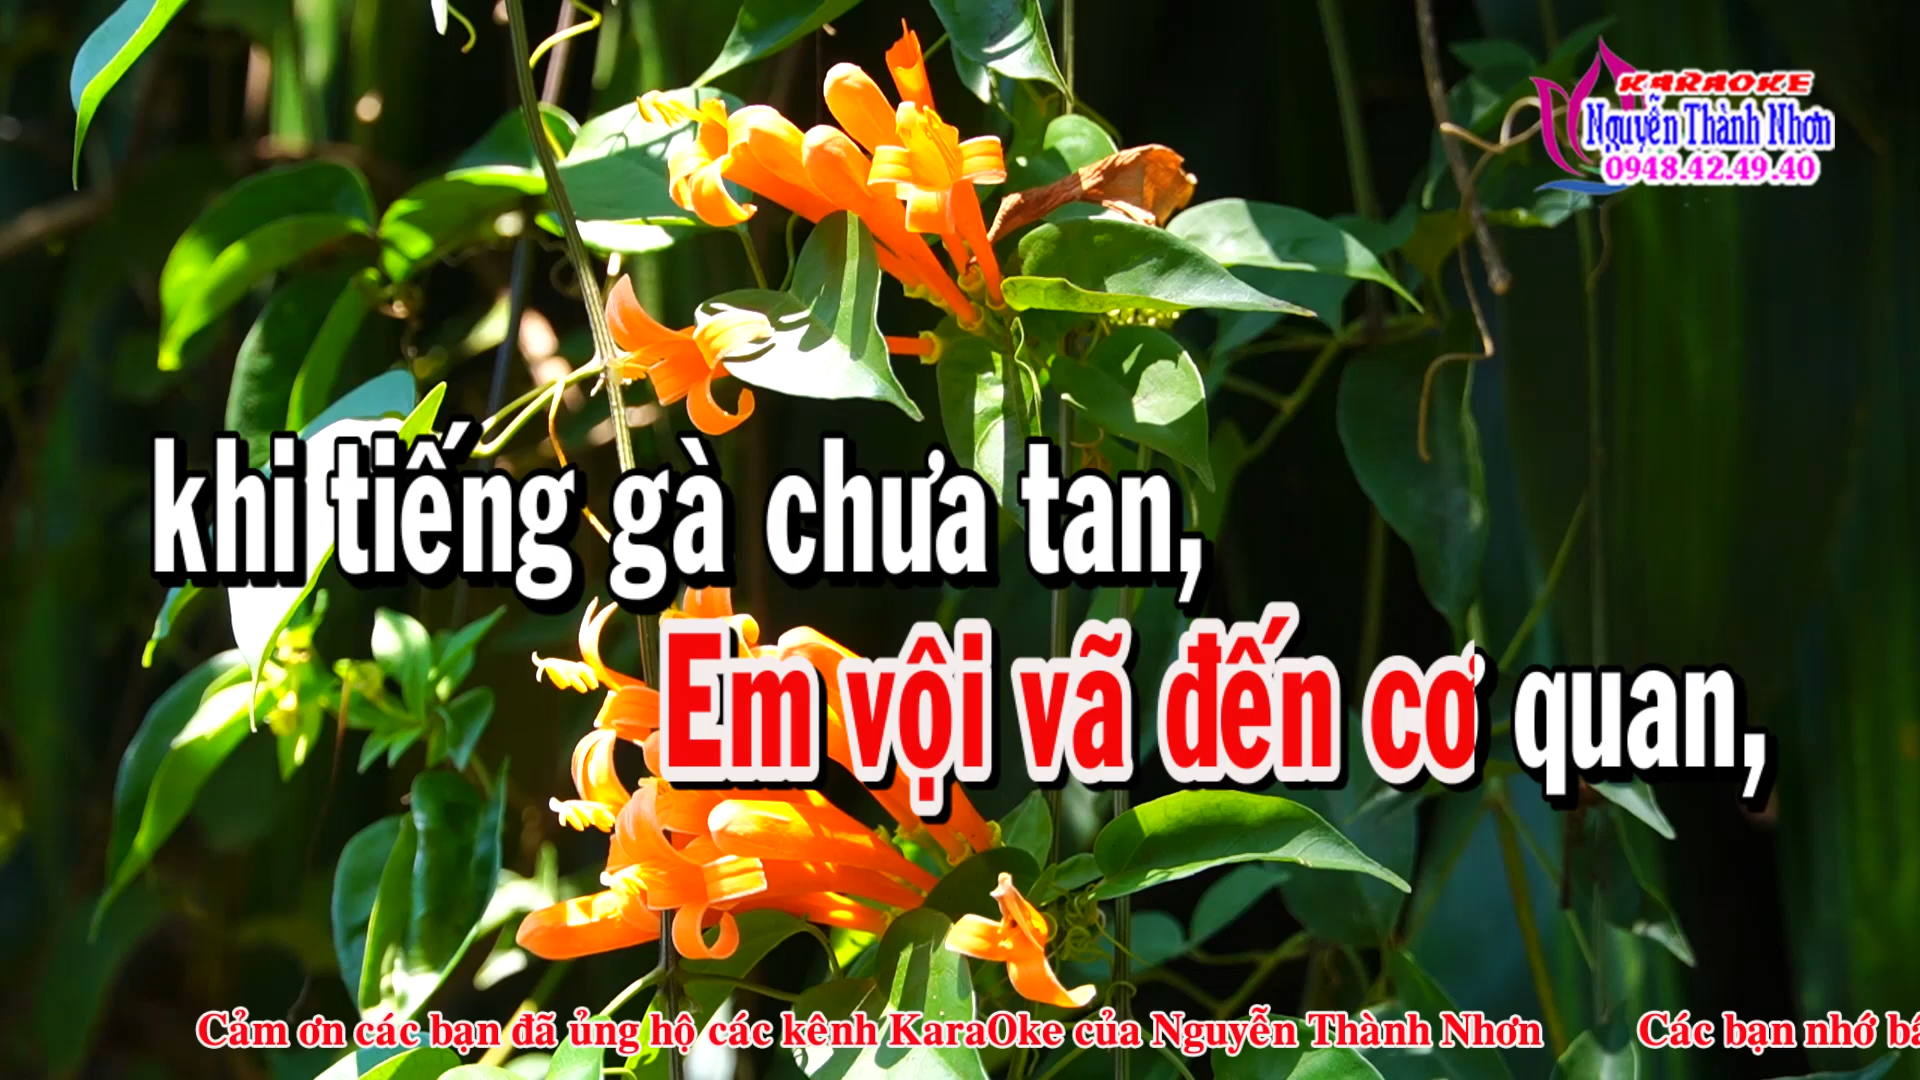 KARAOKE
Nguyễn Thành Nhơn
0948.42.49.40
khi tiếng gà chưa tan,
Em vội vã đến cơ quan,
Cảm ơn các bạn đã ủng hộ các kênh KaraOke của Nguyễn Thành Nhơn
Các bạn nhớ